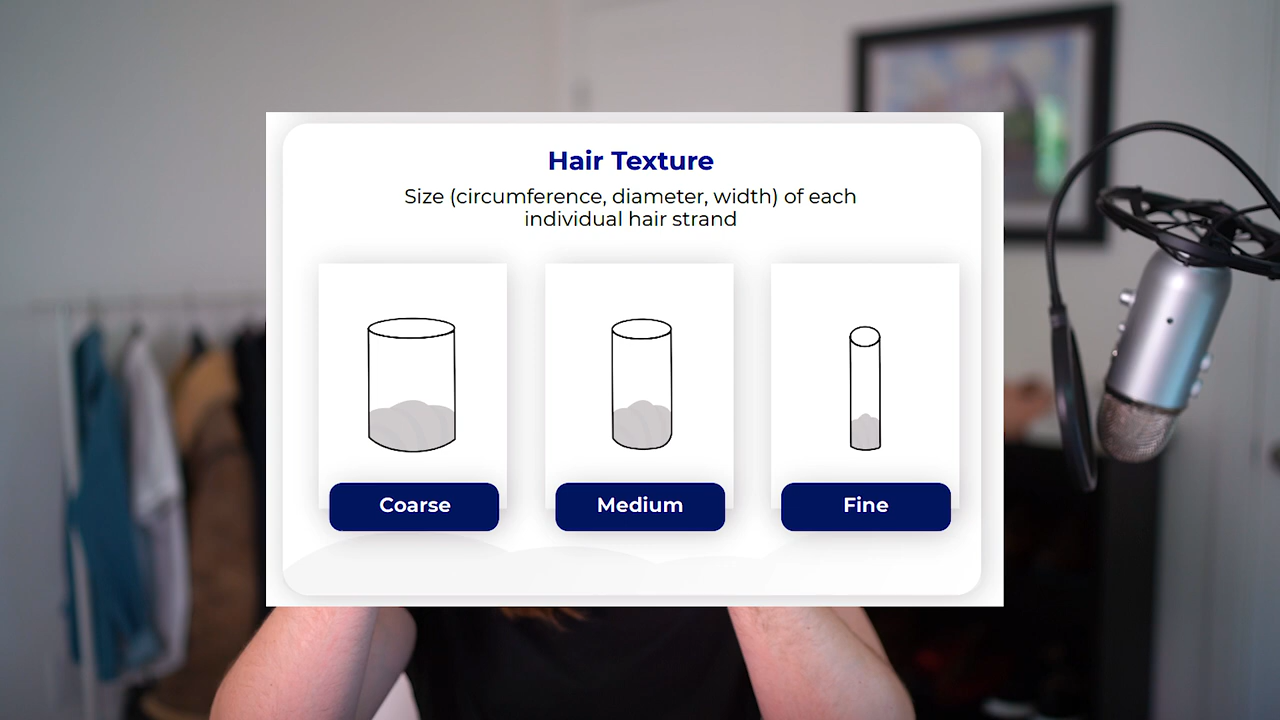 Hair Texture
Size (circumference, diameter, width) of each
individual hair strand
Coarse
Medium
Fine